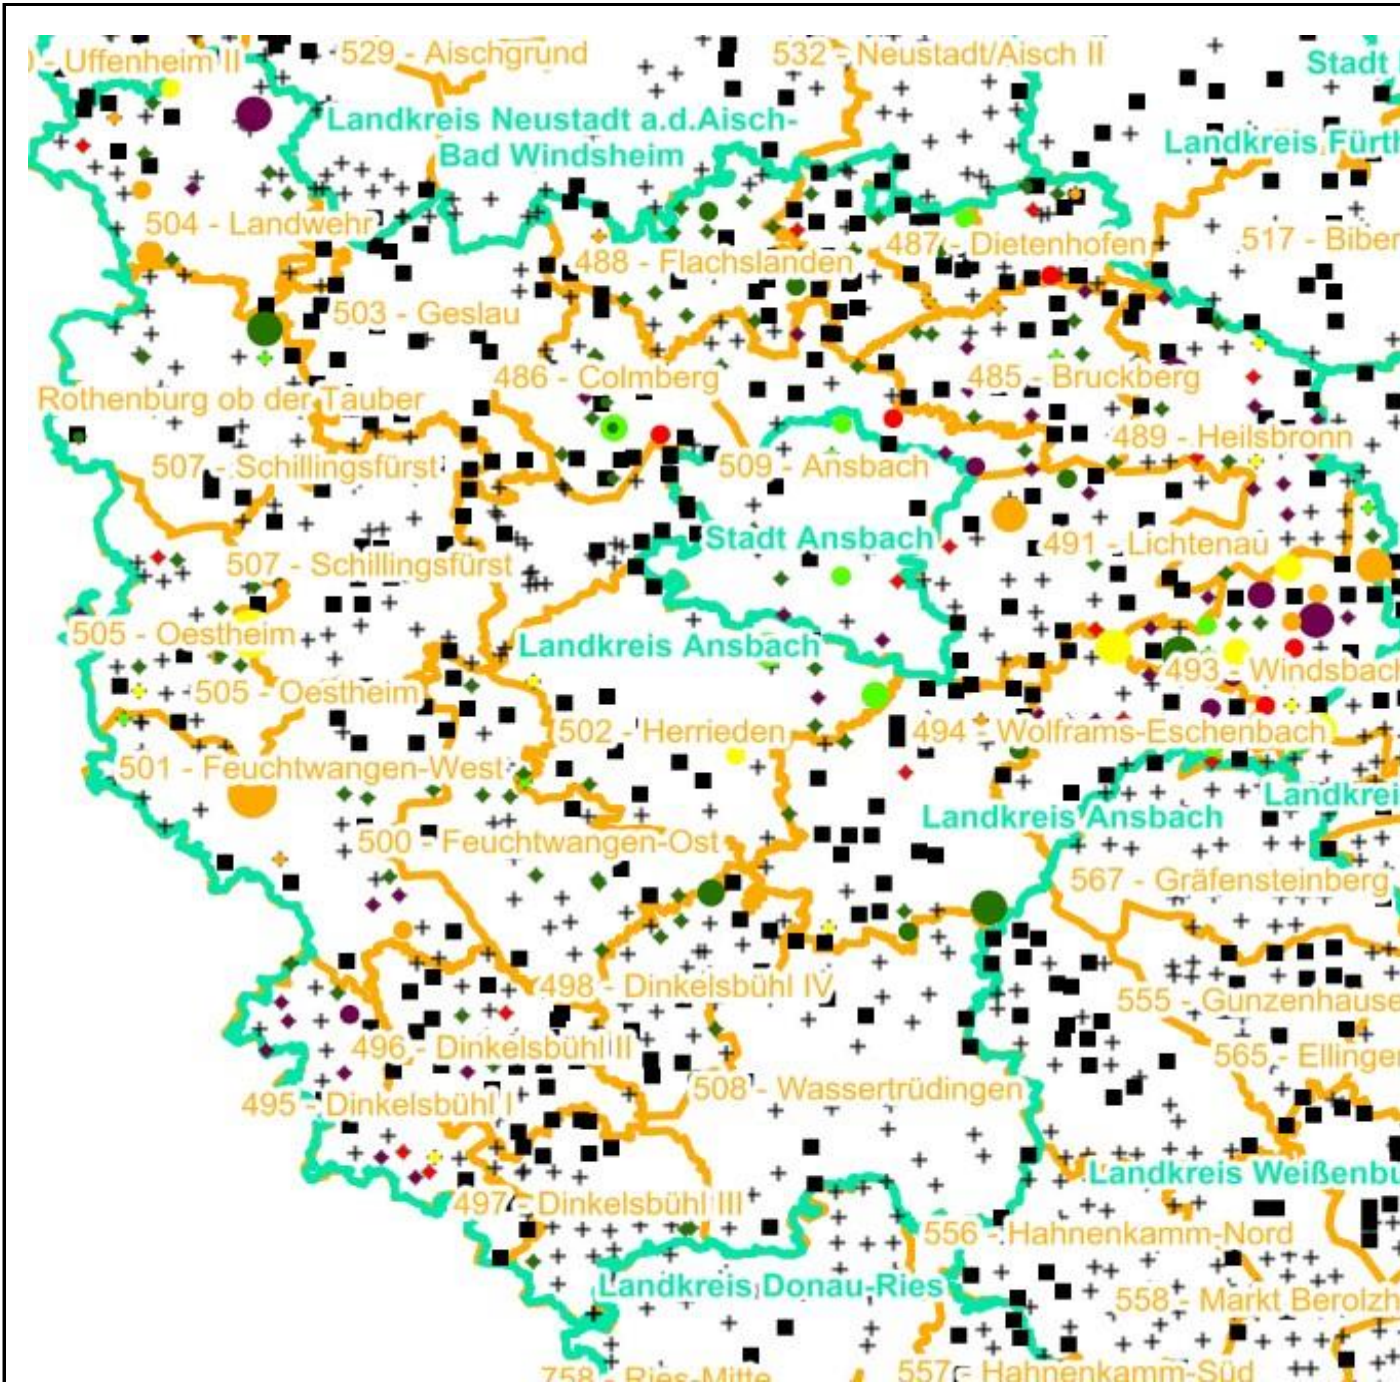 - Uffenheim II
529 - Aischgrund
532 - Neustadt/Aisch II
Stadt
Landkreis Neustadt a.d.Aisch-
Bad Windsheim
Landkreis Fürth
504 - Landwehr
488 - Flachslanden
487 - Dietenhofen
517 - Biber
503 - Geslau
486 - Colmberg
485 - Bruckberg
Rothenburg ob der Tauber
489 - Heilsbronn
507 - Schillingsfürst
509 - Ansbach
Stadt Ansbach
491 - Lichtenau
507 - Schillingsfürst
505 - Oestheim
Landkreis Ansbach
493 - Windsbach
505 - Oestheim
502 - Herrieden
494 - Wolframs-Eschenbach
501 - Feuchtwangen-West
Landkrei
Landkreis Ansbach
500 - Feuchtwangen-Ost
567 - Gräfensteinberg
498 - Dinkelsbühl IV
555 - Gunzenhause
496 - Dinkelsbühl II
565 - Ellinge
508 - Wassertrüdingen
495 - Dinkelsbühl I
Landkreis Weißenbu
497 - Dinkelsbühl III
556 - Hahnenkamm-Nord
Landkreis Donau-Ries
558 - Markt Berolzh
758 - Ries-Mitte
557 - Hahnenkamm-Süd